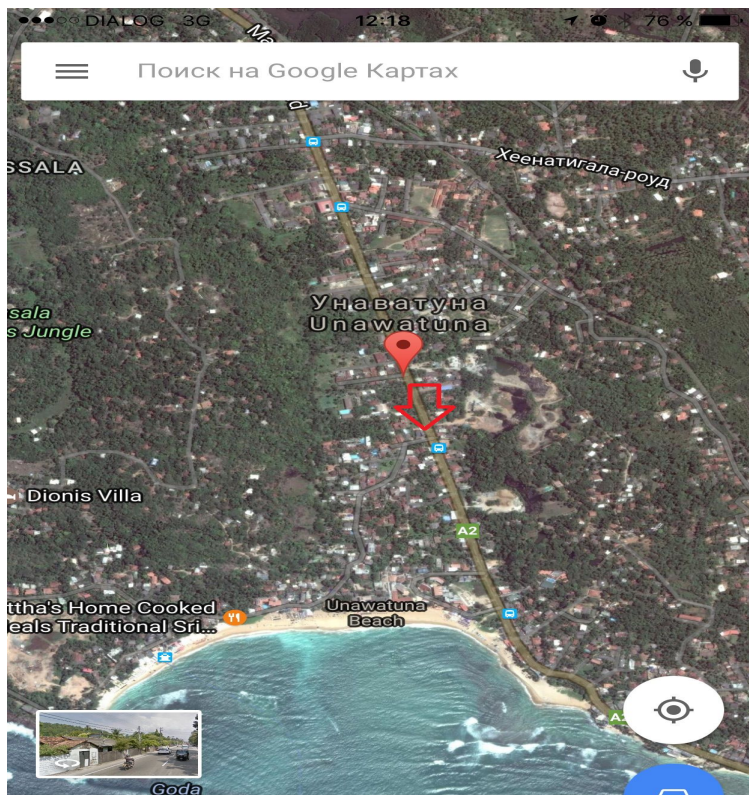 DIALOG 3G 12:18 76 %
Поиск на Google Картах
SSALA
Хеенатигала-роуд
Унаватуна
Unawatuna
sala
s Jungle
Dionis Villa
A2
ttha's Home Cooked
eals Traditional Sri...
Unawatuna
Beach
Goda